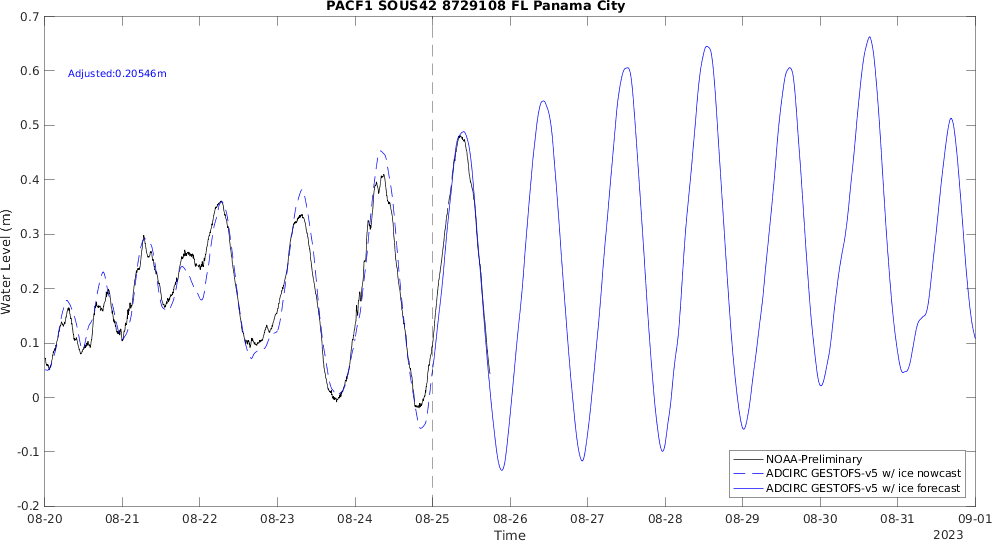 PACF1 SOUS42 8729108 FL Panama City
Adjusted:0.20546m
Water Level (m)
0.7
0.6
0.5
0.4
0.3
0.2
0.1
0
-0.1
-0.2
NOAA-Preliminary
ADCIRC GESTOFS-v5 w/ ice nowcast
ADCIRC GESTOFS-v5 w/ ice forecast
08-20 08-21 08-22 08-23 08-24 08-25 08-26 08-27 08-28 08-29 08-30 08-31 09-01
Time
2023